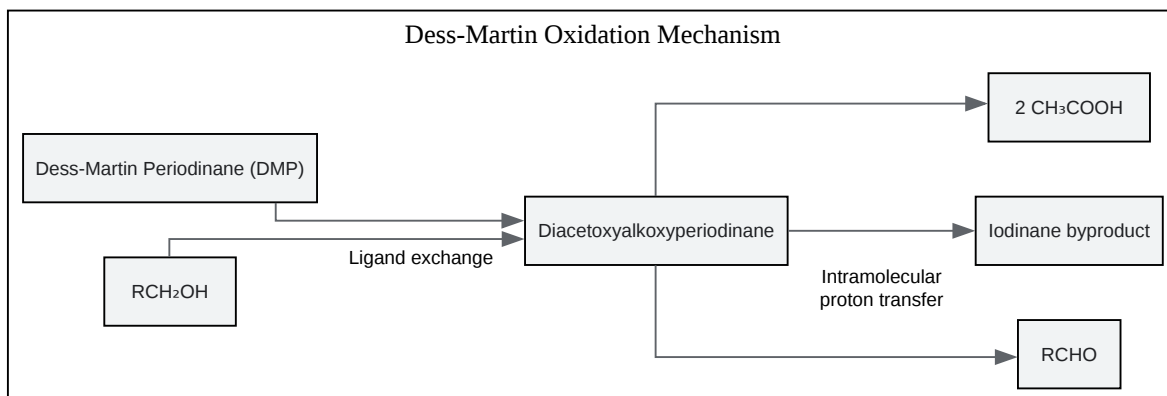 Dess-Martin Oxidation Mechanism
2 CH₃COOH
Dess-Martin Periodinane (DMP)
Diacetoxyalkoxyperiodinane
Iodinane byproduct
Ligand exchange
RCH₂OH
Intramolecular
proton transfer
RCHO